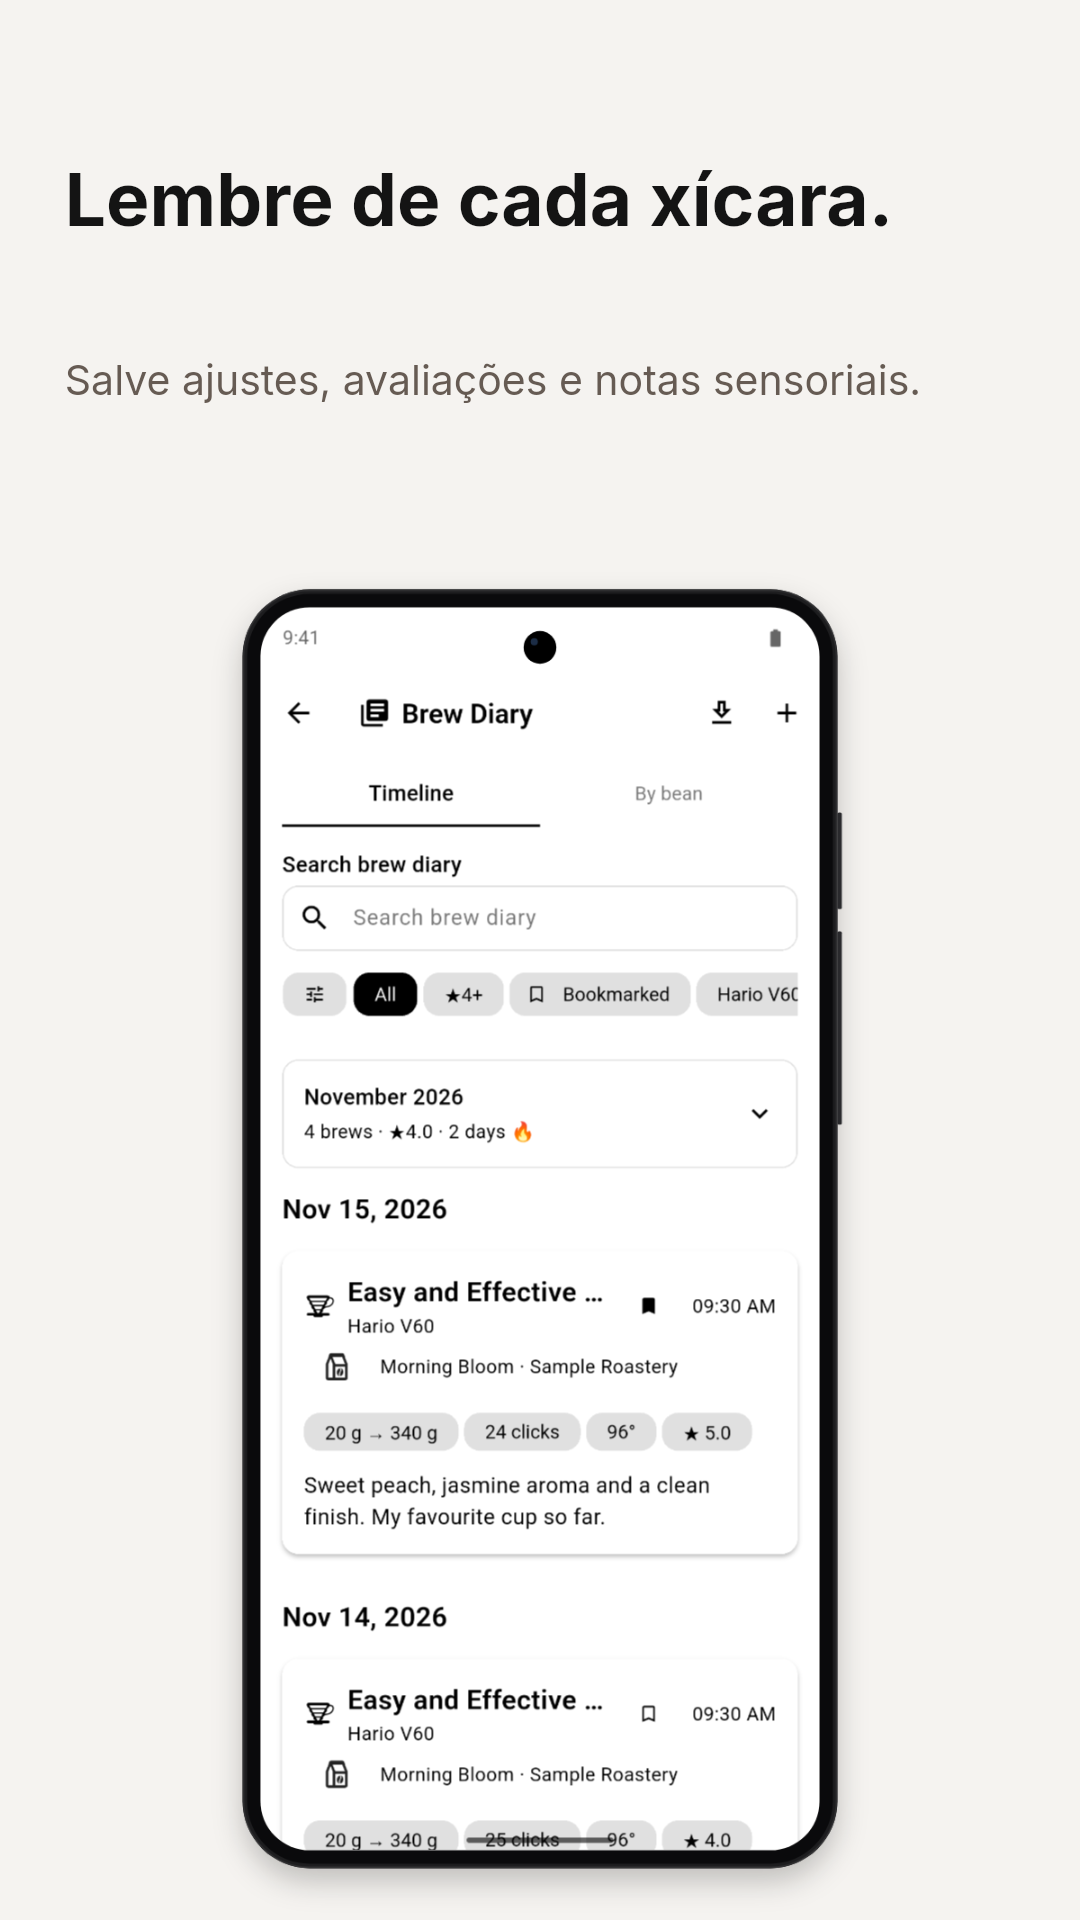 Lembre de cada xícara.
Salve ajustes, avaliações e notas sensoriais.
9:41
Brew Diary
Timeline
By bean
Search brew diary
Search brew diary
All
★4+
Bookmarked
Hario V60
November 2026
4 brews · ★4.0 · 2 days 🔥
Nov 15, 2026
Easy and Effective ...
09:30 AM
Hario V60
Morning Bloom · Sample Roastery
20 g → 340 g
24 clicks
96°
★ 5.0
Sweet peach, jasmine aroma and a clean
finish. My favourite cup so far.
Nov 14, 2026
Easy and Effective ...
09:30 AM
Hario V60
Morning Bloom · Sample Roastery
20 g → 340 g
25 clicks
96°
★ 4.0